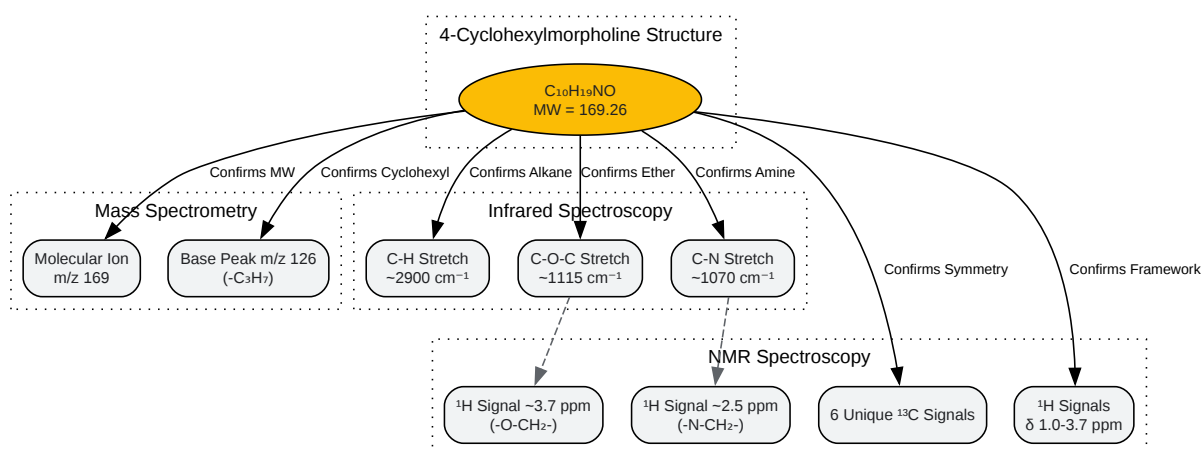 4-Cyclohexylmorpholine Structure
C₁₀H₁₉NO
MW = 169.26
Confirms MW
Confirms Cyclohexyl
Confirms Alkane
Confirms Ether
Confirms Amine
Mass Spectrometry
Infrared Spectroscopy
Molecular Ion
m/z 169
Base Peak m/z 126
(-C₃H₇)
C-H Stretch
~2900 cm⁻¹
C-O-C Stretch
~1115 cm⁻¹
C-N Stretch
~1070 cm⁻¹
Confirms Symmetry
Confirms Framework
NMR Spectroscopy
¹H Signal ~3.7 ppm
(-O-CH₂-)
¹H Signal ~2.5 ppm
(-N-CH₂-)
6 Unique ¹³C Signals
¹H Signals
δ 1.0-3.7 ppm